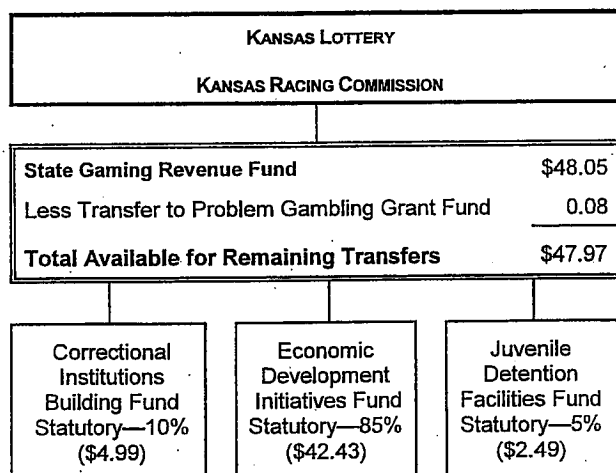 KANSAS LOTTERY
KANSAS RACING COMMISSION
State Gaming Revenue Fund $48.05
Less Transfer to Problem Gambling Grant Fund 0.08
Total Available for Remaining Transfers $47.97
Correctional
Institutions
Building Fund
Statutory—10%
($4.99)
Economic
Development
Initiatives Fund
Statutory—85%
($42.43)
Juvenile
Detention
Facilities Fund
Statutory—5%
($2.49)